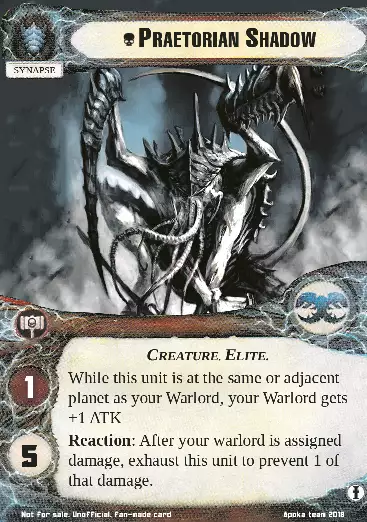 PRAETORIAN SHADOW
SYNAPSE
CREATURE. ELITE.
1
While this unit is at the same or adjacent
planet as your Warlord, your Warlord gets
+1 ATK
5
Reaction: After your warlord is assigned
damage, exhaust this unit to prevent 1 of
that damage.
Not for sale. Unofficial. Fan-made card
Apoka team 2018